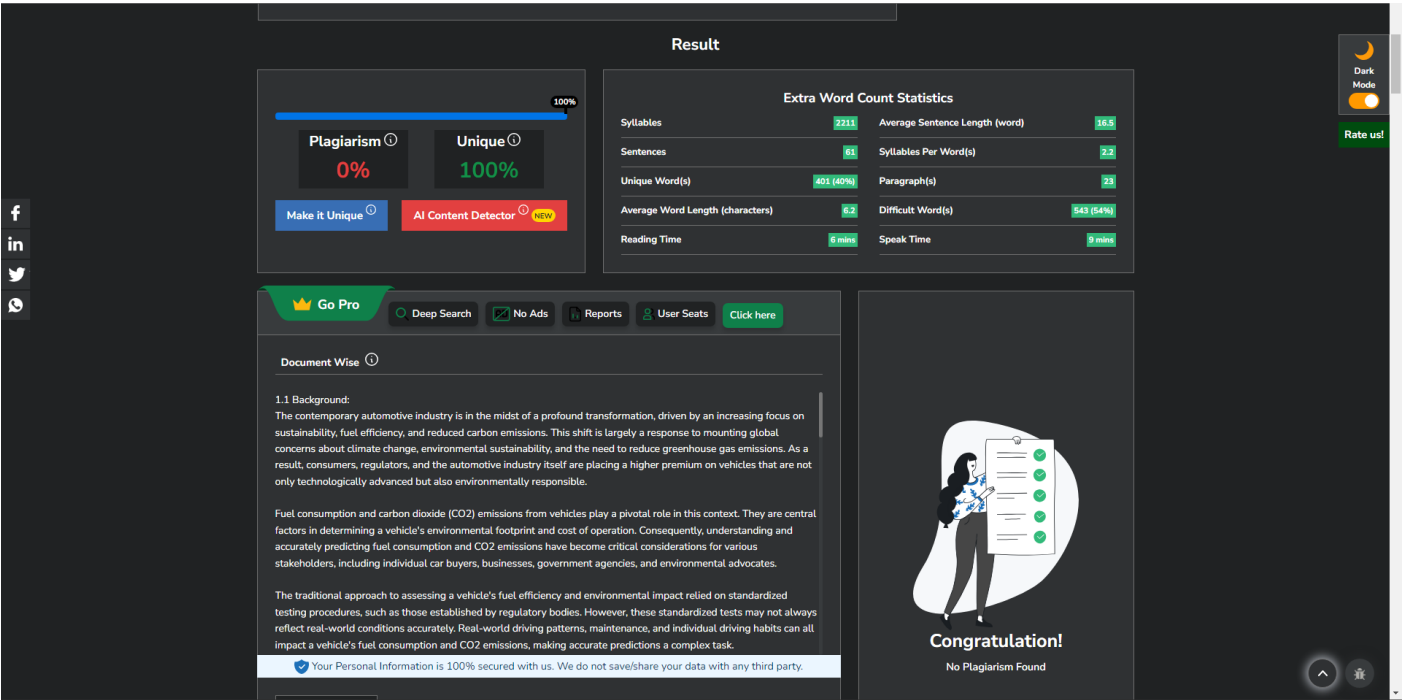 Result
Dark
Mode
Rate us!
100%
Plagiarism
0%
Unique
100%
Make it Unique
AI Content Detector NEW
Extra Word Count Statistics
Syllables 2211
Average Sentence Length (word) 16.5
Sentences 61
Syllables Per Word(s) 2.2
Unique Word(s) 401 (40%)
Paragraph(s) 23
Average Word Length (characters) 6.2
Difficult Word(s) 543 (54%)
Reading Time 6 mins
Speak Time 9 mins
Go Pro
Deep Search
No Ads
Reports
User Seats
Click here
Document Wise
1.1 Background:
The contemporary automotive industry is in the midst of a profound transformation, driven by an increasing focus on
sustainability, fuel efficiency, and reduced carbon emissions. This shift is largely a response to mounting global
concerns about climate change, environmental sustainability, and the need to reduce greenhouse gas emissions. As a
result, consumers, regulators, and the automotive industry itself are placing a higher premium on vehicles that are not
only technologically advanced but also environmentally responsible.
Fuel consumption and carbon dioxide (CO2) emissions from vehicles play a pivotal role in this context. They are central
factors in determining a vehicle's environmental footprint and cost of operation. Consequently, understanding and
accurately predicting fuel consumption and CO2 emissions have become critical considerations for various
stakeholders, including individual car buyers, businesses, government agencies, and environmental advocates.
The traditional approach to assessing a vehicle's fuel efficiency and environmental impact relied on standardized
testing procedures, such as those established by regulatory bodies. However, these standardized tests may not always
reflect real-world conditions accurately. Real-world driving patterns, maintenance, and individual driving habits can all
impact a vehicle's fuel consumption and CO2 emissions, making accurate predictions a complex task.
Your Personal Information is 100% secured with us. We do not save/share your data with any third party.
Congratulation!
No Plagiarism Found